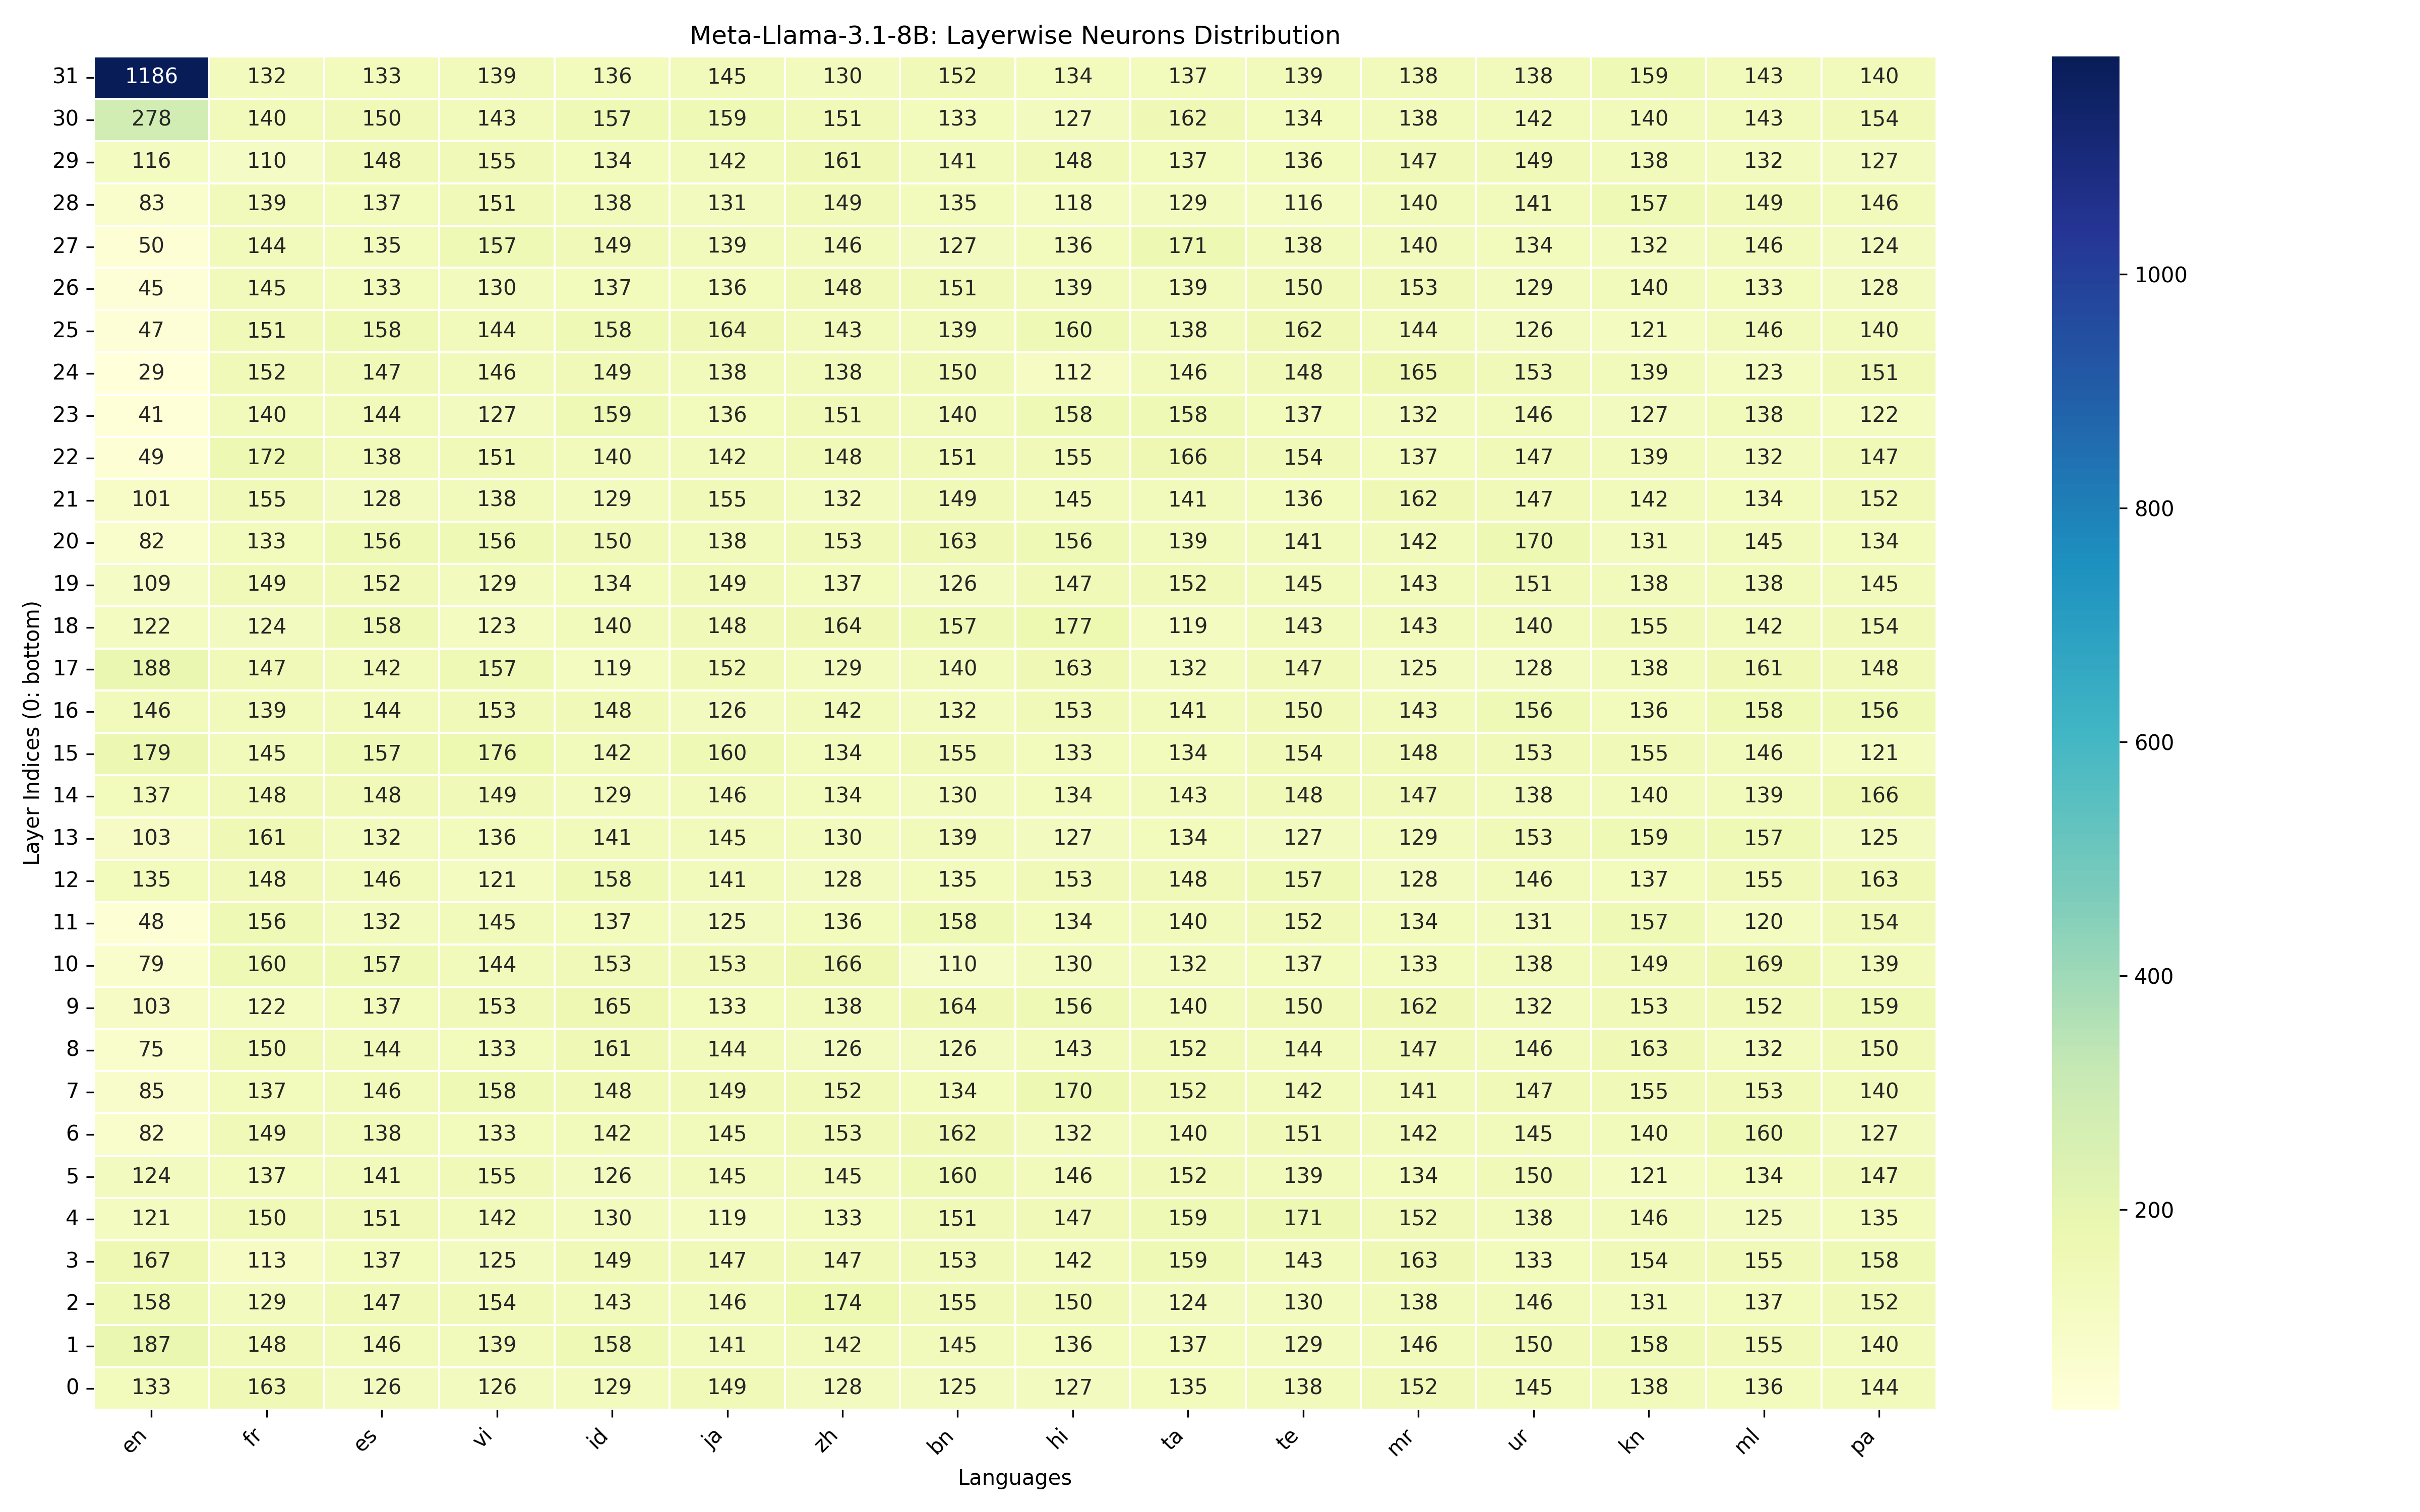 Meta-Llama-3.1-8B: Layerwise Neurons Distribution
31 1186 132 133 139 136 145 130 152 134 137 139 138 138 159 143 140
30 278 140 150 143 157 159 151 133 127 162 134 138 142 140 143 154
29 116 110 148 155 134 142 161 141 148 137 136 147 149 138 132 127
28 83 139 137 151 138 131 149 135 118 129 116 140 141 157 149 146
27 50 144 135 157 149 139 146 127 136 171 138 140 134 132 146 124
26 45 145 133 130 137 136 148 151 139 139 150 153 129 140 133 128
25 47 151 158 144 158 164 143 139 160 138 162 144 126 121 146 140
24 29 152 147 146 149 138 138 150 112 146 148 165 153 139 123 151
23 41 140 144 127 159 136 151 140 158 158 137 132 146 127 138 122
22 49 172 138 151 140 142 148 151 155 166 154 137 147 139 132 147
21 101 155 128 138 129 155 132 149 145 141 136 162 147 142 134 152
20 82 133 156 156 150 138 153 163 156 139 141 142 170 131 145 134
19 109 149 152 129 134 149 137 126 147 152 145 143 151 138 138 145
18 122 124 158 123 140 148 164 157 177 119 143 143 140 155 142 154
17 188 147 142 157 119 152 129 140 163 132 147 125 128 138 161 148
16 146 139 144 153 148 126 142 132 153 141 150 143 156 136 158 156
15 179 145 157 176 142 160 134 155 133 134 154 148 153 155 146 121
14 137 148 148 149 129 146 134 130 134 143 148 147 138 140 139 166
13 103 161 132 136 141 145 130 139 127 134 127 129 153 159 157 125
12 135 148 146 121 158 141 128 135 153 148 157 128 146 137 155 163
11 48 156 132 145 137 125 136 158 134 140 152 134 131 157 120 154
10 79 160 157 144 153 153 166 110 130 132 137 133 138 149 169 139
9 103 122 137 153 165 133 138 164 156 140 150 162 132 153 152 159
8 75 150 144 133 161 144 126 126 143 152 144 147 146 163 132 150
7 85 137 146 158 148 149 152 134 170 152 142 141 147 155 153 140
6 82 149 138 133 142 145 153 162 132 140 151 142 145 140 160 127
5 124 137 141 155 126 145 145 160 146 152 139 134 150 121 134 147
4 121 150 151 142 130 119 133 151 147 159 171 152 138 146 125 135
3 167 113 137 125 149 147 147 153 142 159 143 163 133 154 155 158
2 158 129 147 154 143 146 174 155 150 124 130 138 146 131 137 152
1 187 148 146 139 158 141 142 145 136 137 129 146 150 158 155 140
0 133 163 126 126 129 149 128 125 127 135 138 152 145 138 136 144
en fr es vi id ja zh bn hi ta te mr ur kn ml pa
Languages
Layer Indices (0: bottom)
1000
800
600
400
200